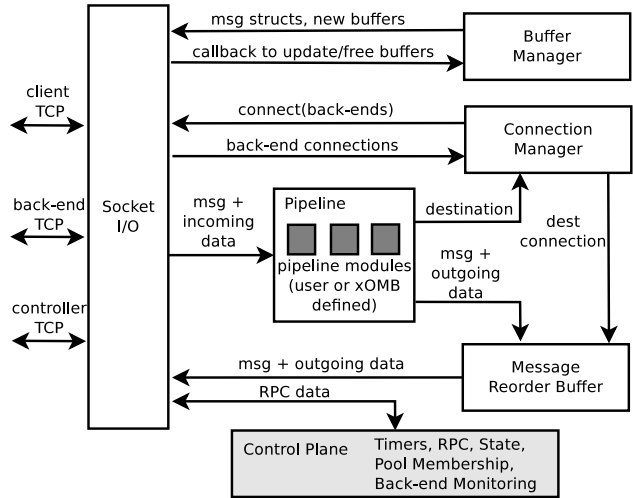 msg structs, new buffers
callback to update/free buffers
Buffer
Manager
client
TCP
connect(back-ends)
back-end connections
Connection
Manager
back-end
TCP
Socket
I/O
msg +
incoming
data
Pipeline
pipeline modules
(user or xOMB
defined)
destination
msg +
outgoing
data
dest
connection
controller
TCP
msg + outgoing data
Message
Reorder Buffer
RPC data
Control Plane
Timers, RPC, State,
Pool Membership,
Back-end Monitoring